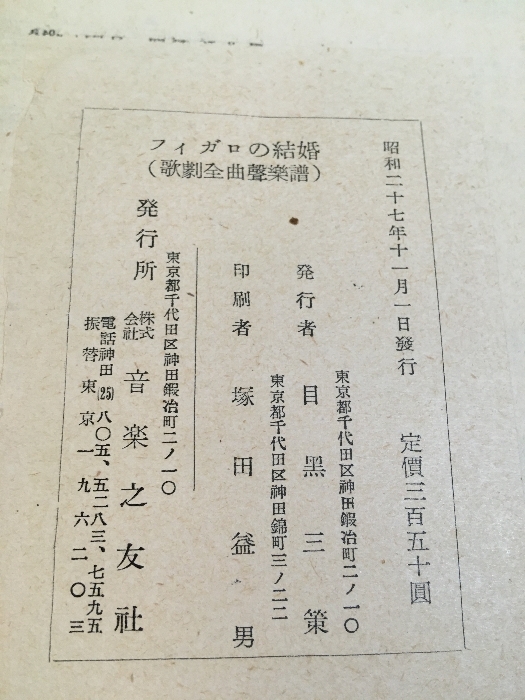 フィガロの結婚
（歌劇全曲聲樂譜）
昭和二十七年十一月一日發行
定價三百五十圓
東京都千代田区神田鍛冶町二ノ一〇
発行者 目黑三策
東京都千代田区神田錦町三ノ二二
印刷者 塚田益男
東京都千代田区神田鍛冶町二ノ一〇
発行所 株式会社 音楽之友社
電話神田(25) 八〇五、五二八三、七五九五
振替東京 一九六二〇三